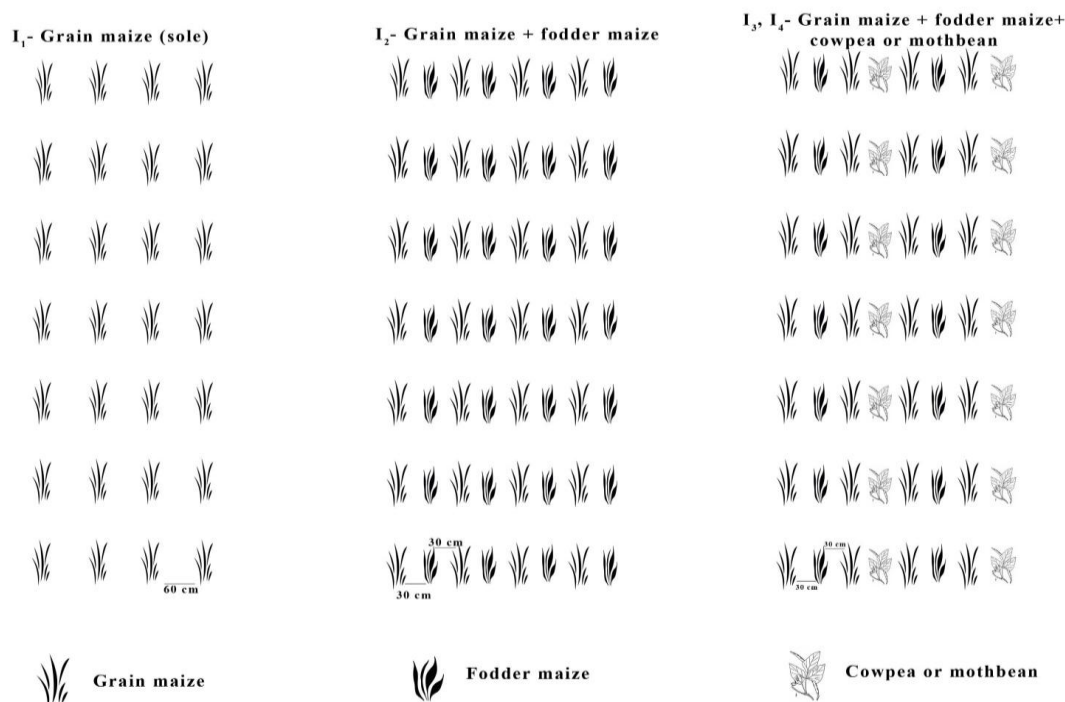 I₁- Grain maize (sole)
I₂- Grain maize + fodder maize
I₃, I₄- Grain maize + fodder maize+
cowpea or mothbean
60 cm
30 cm
30 cm
30 cm
30 cm
Grain maize
Fodder maize
Cowpea or mothbean